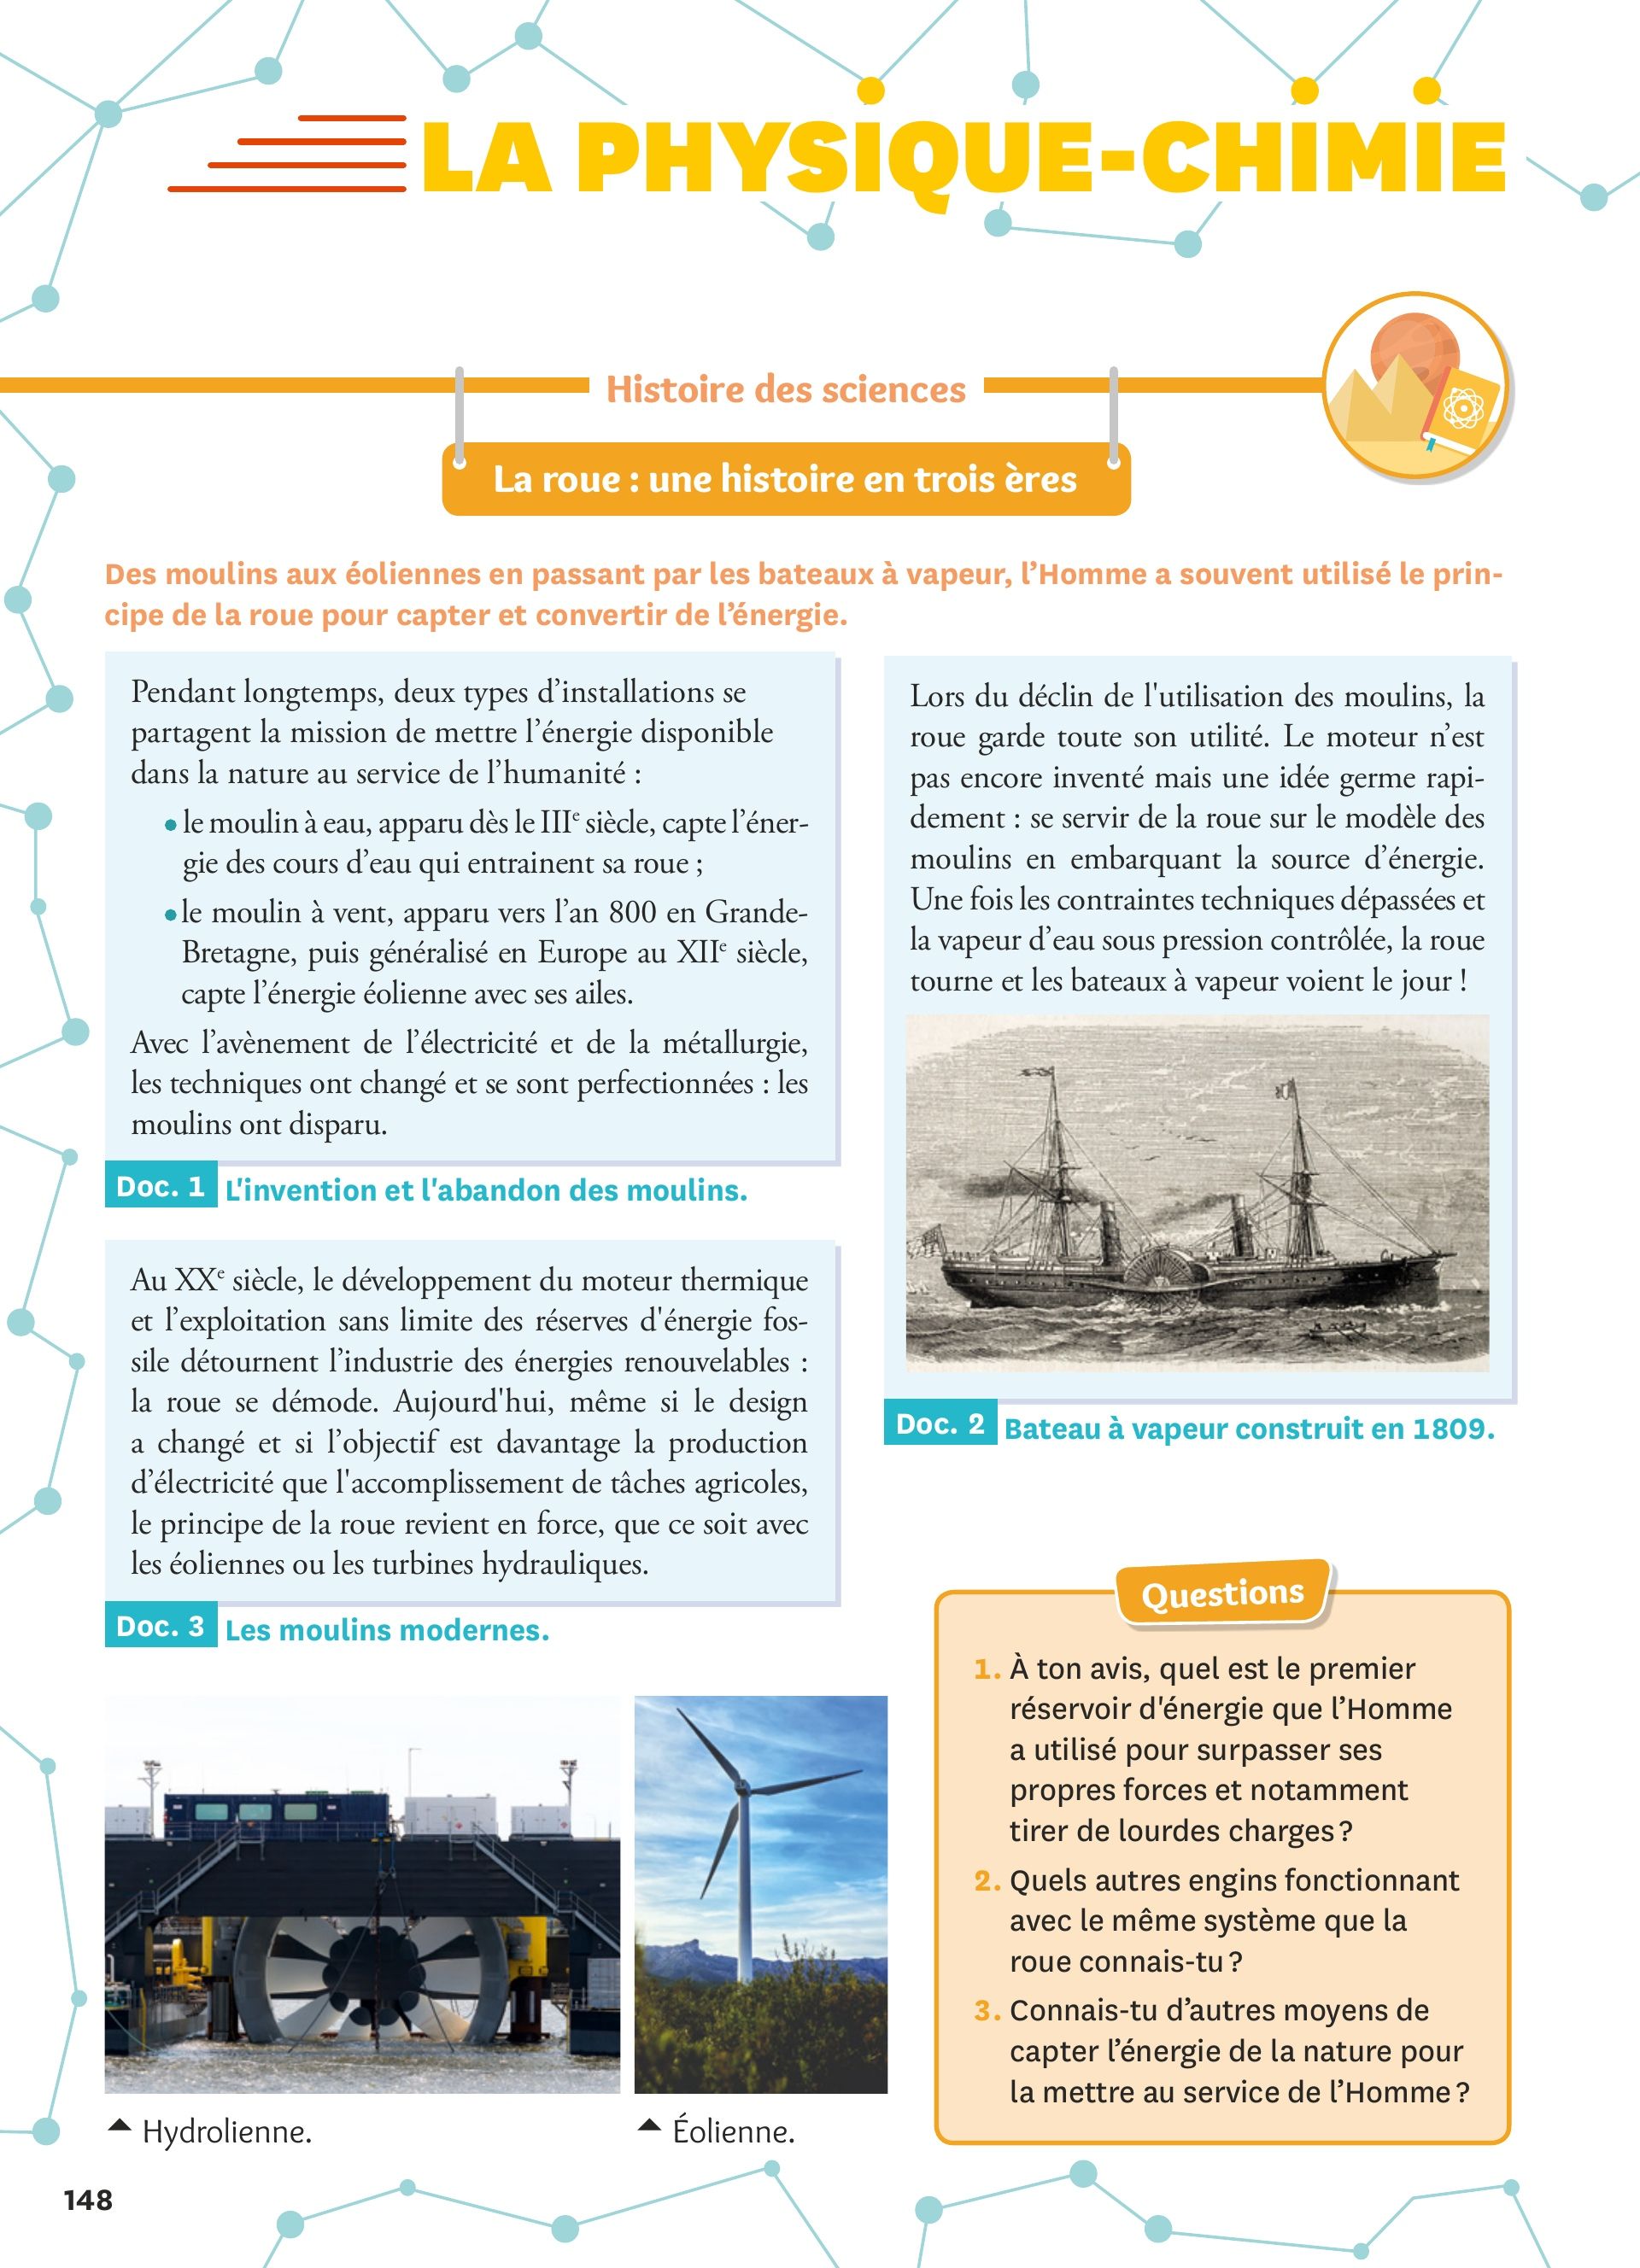 LA PHYSIQUE-CHIMIE
Histoire des sciences
La roue : une histoire en trois ères
Des moulins aux éoliennes en passant par les bateaux à vapeur, l’Homme a souvent utilisé le prin-
cipe de la roue pour capter et convertir de l’énergie.
Pendant longtemps, deux types d’installations se
partagent la mission de mettre l’énergie disponible
dans la nature au service de l’humanité :
• le moulin à eau, apparu dès le IIIe siècle, capte l’éner-
gie des cours d’eau qui entrainent sa roue ;
• le moulin à vent, apparu vers l’an 800 en Grande-
Bretagne, puis généralisé en Europe au XIIe siècle,
capte l’énergie éolienne avec ses ailes.
Avec l’avènement de l’électricité et de la métallurgie,
les techniques ont changé et se sont perfectionnées : les
moulins ont disparu.
Doc. 1 L'invention et l'abandon des moulins.
Lors du déclin de l'utilisation des moulins, la
roue garde toute son utilité. Le moteur n’est
pas encore inventé mais une idée germe rapi-
dement : se servir de la roue sur le modèle des
moulins en embarquant la source d’énergie.
Une fois les contraintes techniques dépassées et
la vapeur d’eau sous pression contrôlée, la roue
tourne et les bateaux à vapeur voient le jour !
Doc. 2 Bateau à vapeur construit en 1809.
Au XXe siècle, le développement du moteur thermique
et l’exploitation sans limite des réserves d'énergie fos-
sile détournent l’industrie des énergies renouvelables :
la roue se démode. Aujourd'hui, même si le design
a changé et si l’objectif est davantage la production
d’électricité que l'accomplissement de tâches agricoles,
le principe de la roue revient en force, que ce soit avec
les éoliennes ou les turbines hydrauliques.
Doc. 3 Les moulins modernes.
Hydrolienne.
Éolienne.
Questions
1. À ton avis, quel est le premier
réservoir d'énergie que l’Homme
a utilisé pour surpasser ses
propres forces et notamment
tirer de lourdes charges ?
2. Quels autres engins fonctionnant
avec le même système que la
roue connais-tu ?
3. Connais-tu d’autres moyens de
capter l’énergie de la nature pour
la mettre au service de l’Homme ?
148